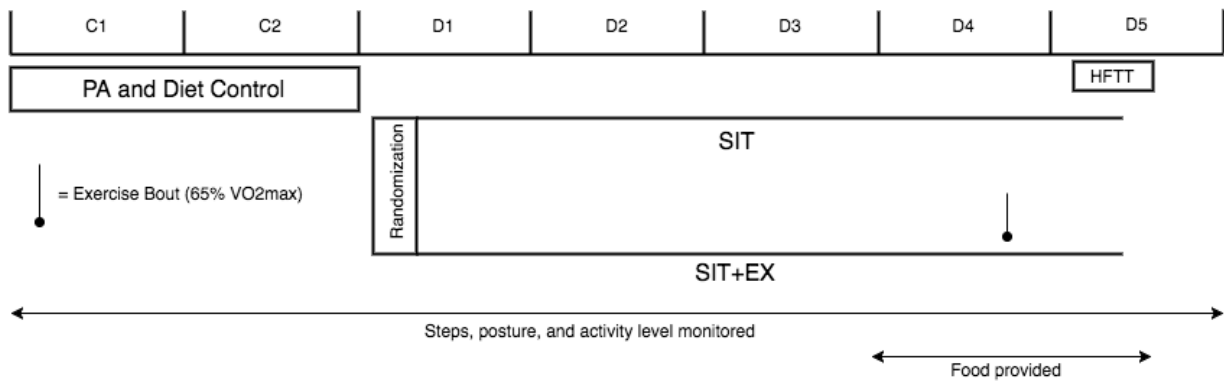 C1
C2
D1
D2
D3
D4
D5
PA and Diet Control
HFTT
Randomization
SIT
= Exercise Bout (65% VO2max)
SIT+EX
Steps, posture, and activity level monitored
Food provided